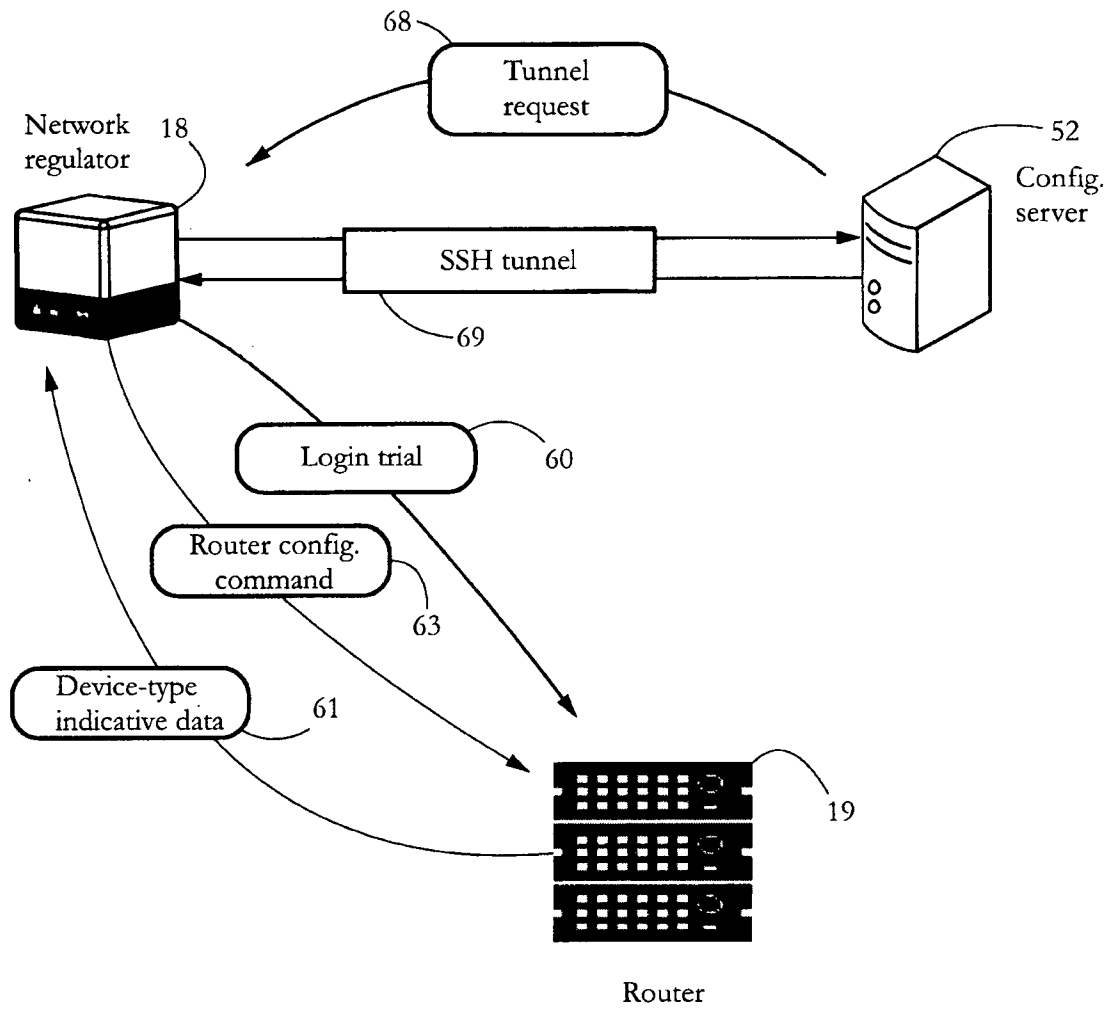 68
Tunnel
request
Network
regulator
18
52
Config.
server
SSH tunnel
69
Login trial
60
Router config.
command
63
Device-type
indicative data
61
19
Router